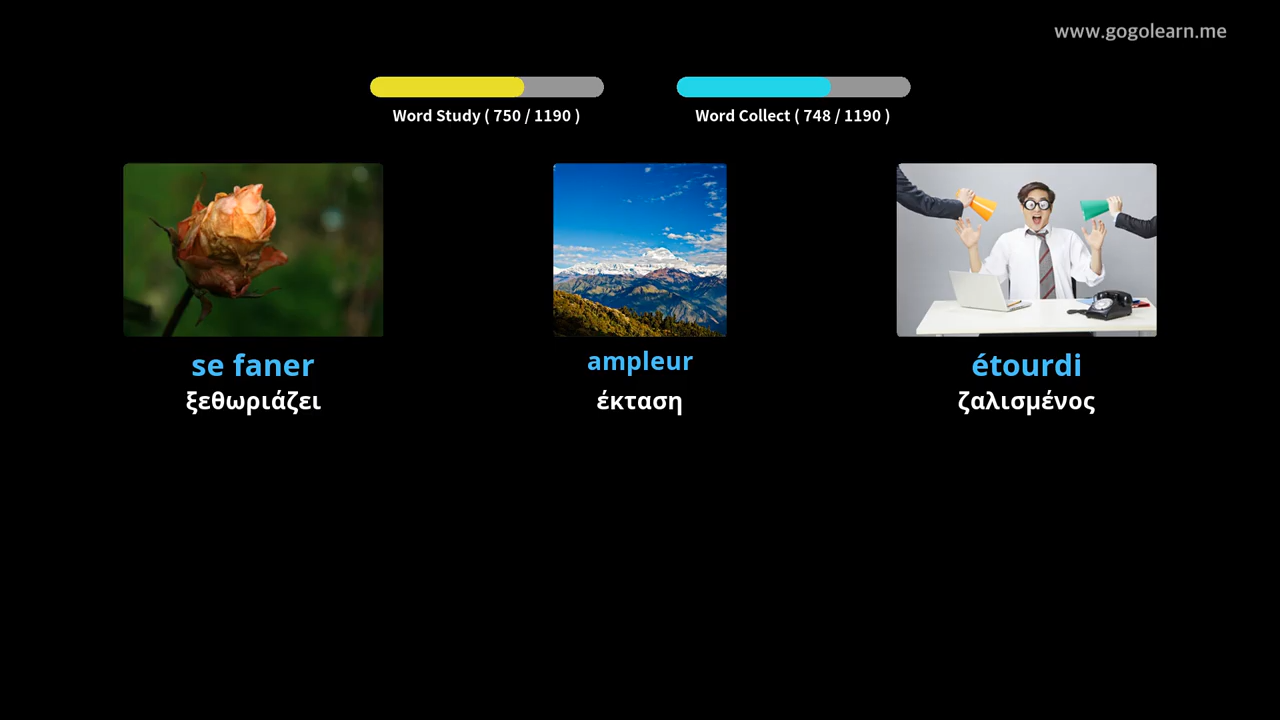 www.gogolearn.me
Word Study ( 750 / 1190 )
Word Collect ( 748 / 1190 )
se faner
ξεθωριάζει
ampleur
έκταση
étourdi
ζαλισμένος